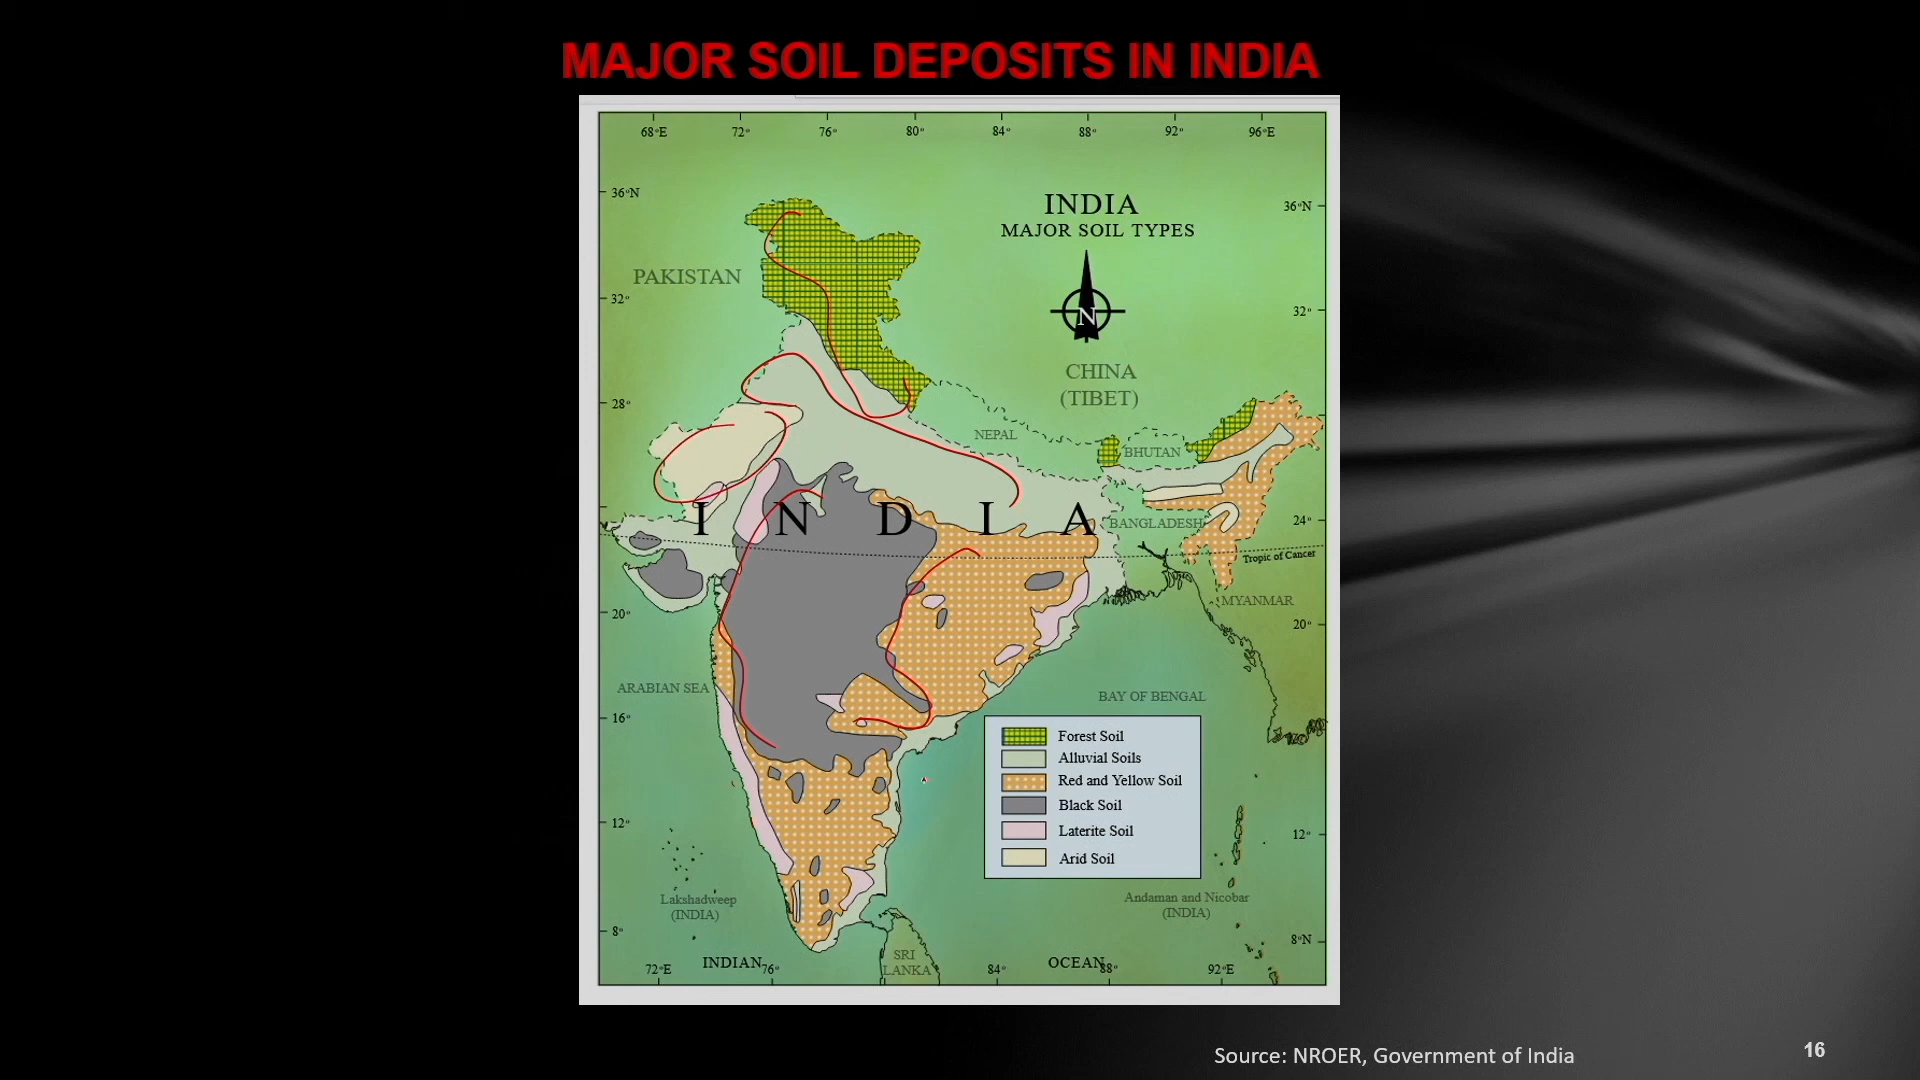 MAJOR SOIL DEPOSITS IN INDIA
68°E 72° 76° 80° 84° 88° 92° 96°E
36°N
36°N
INDIA
MAJOR SOIL TYPES
PAKISTAN
32°
N
32°
CHINA
(TIBET)
28°
NEPAL
BHUTAN
I N D I A
BANGLADESH
24°
Tropic of Cancer
20°
MYANMAR
20°
ARABIAN SEA
BAY OF BENGAL
16°
Forest Soil
Alluvial Soils
Red and Yellow Soil
Black Soil
Laterite Soil
Arid Soil
12°
12°
Lakshadweep
(INDIA)
Andaman and Nicobar
(INDIA)
8°
8°N
SRI
LANKA
INDIAN
OCEAN
72°E 76° 84° 88° 92°E
Source: NROER, Government of India
16